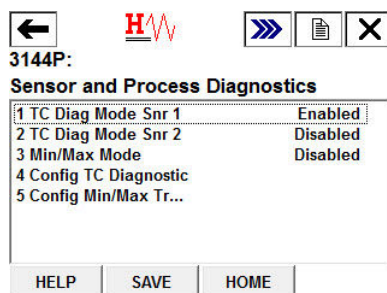 H
3144P:
Sensor and Process Diagnostics
1 TC Diag Mode Snr 1 Enabled
2 TC Diag Mode Snr 2 Disabled
3 Min/Max Mode Disabled
4 Config TC Diagnostic
5 Config Min/Max Tr...
HELP SAVE HOME